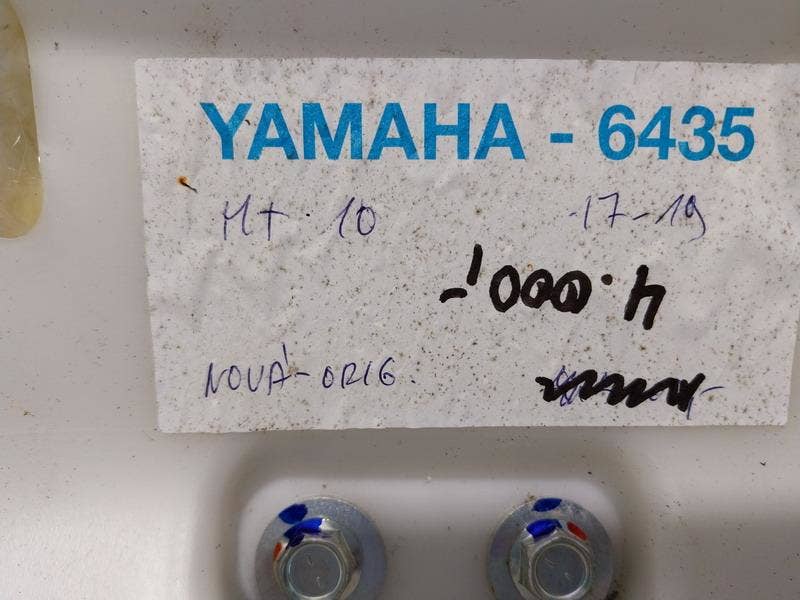 YAMAHA - 6435
MT 10 17-19
4.000,-
NOVÁ-ORIG.